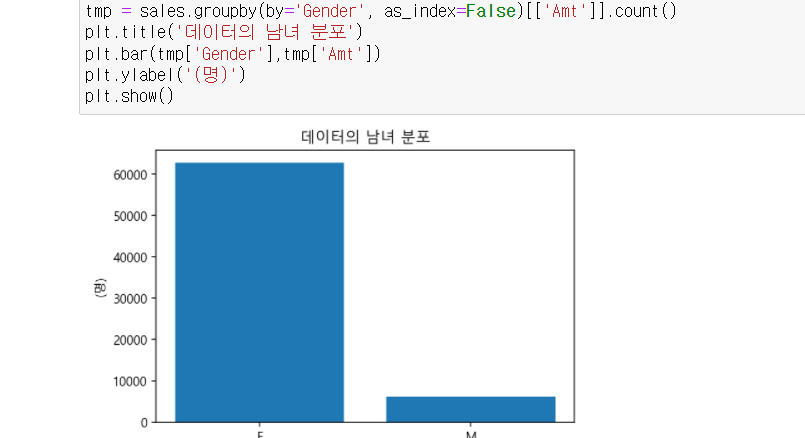 tmp = sales.groupby(by='Gender', as_index=False)[['Amt']].count()
plt.title('데이터의 남녀 분포')
plt.bar(tmp['Gender'],tmp['Amt'])
plt.ylabel('(명)')
plt.show()
데이터의 남녀 분포
60000
50000
40000
(명)
30000
20000
10000
0
F M